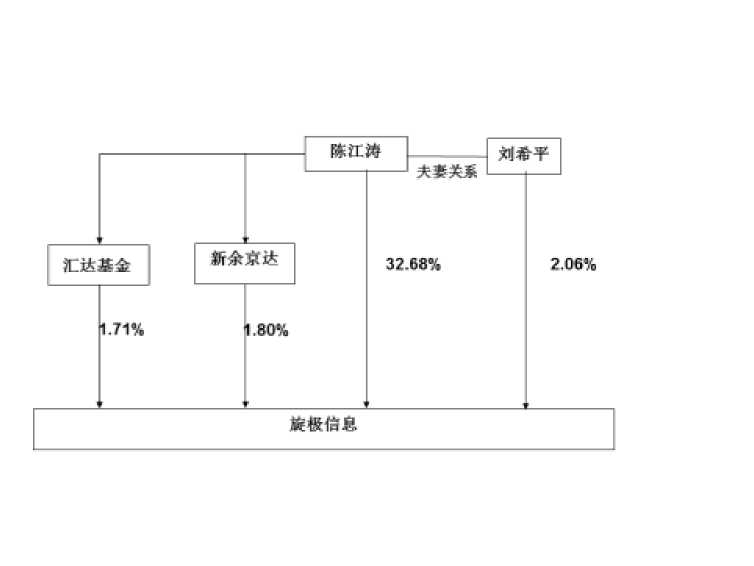 陈江涛
刘希平
夫妻关系
汇达基金
新余京达
32.68%
2.06%
1.71%
1.80%
旋极信息